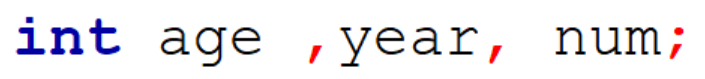 int age ,year, num;